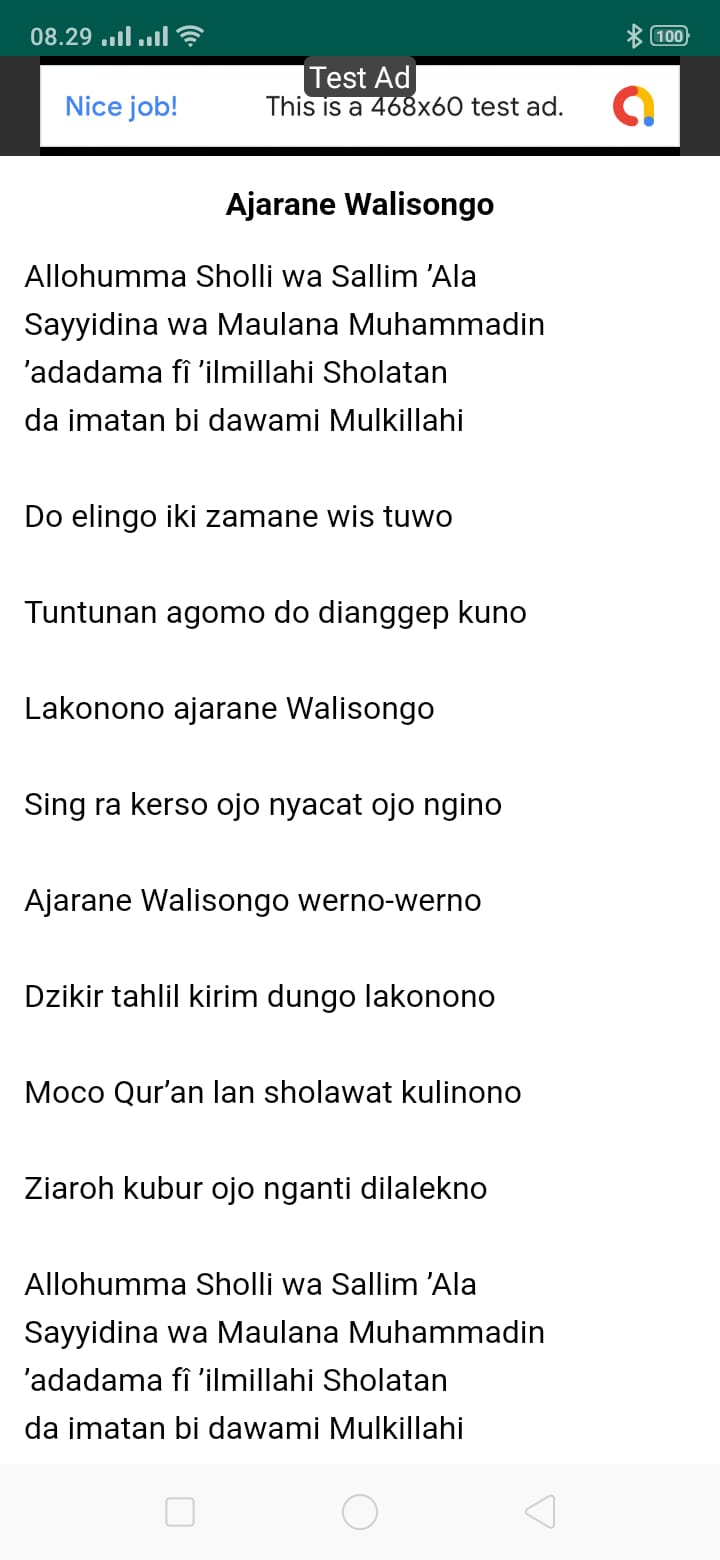 08.29
100
Test Ad
Nice job!
This is a 468x60 test ad.
Ajarane Walisongo
Allohumma Sholli wa Sallim ’Ala
Sayyidina wa Maulana Muhammadin
’adadama fî ’ilmillahi Sholatan
da imatan bi dawami Mulkillahi
Do elingo iki zamane wis tuwo
Tuntunan agomo do dianggep kuno
Lakonono ajarane Walisongo
Sing ra kerso ojo nyacat ojo ngino
Ajarane Walisongo werno-werno
Dzikir tahlil kirim dungo lakonono
Moco Qur’an lan sholawat kulinono
Ziaroh kubur ojo nganti dilalekno
Allohumma Sholli wa Sallim ’Ala
Sayyidina wa Maulana Muhammadin
’adadama fî ’ilmillahi Sholatan
da imatan bi dawami Mulkillahi